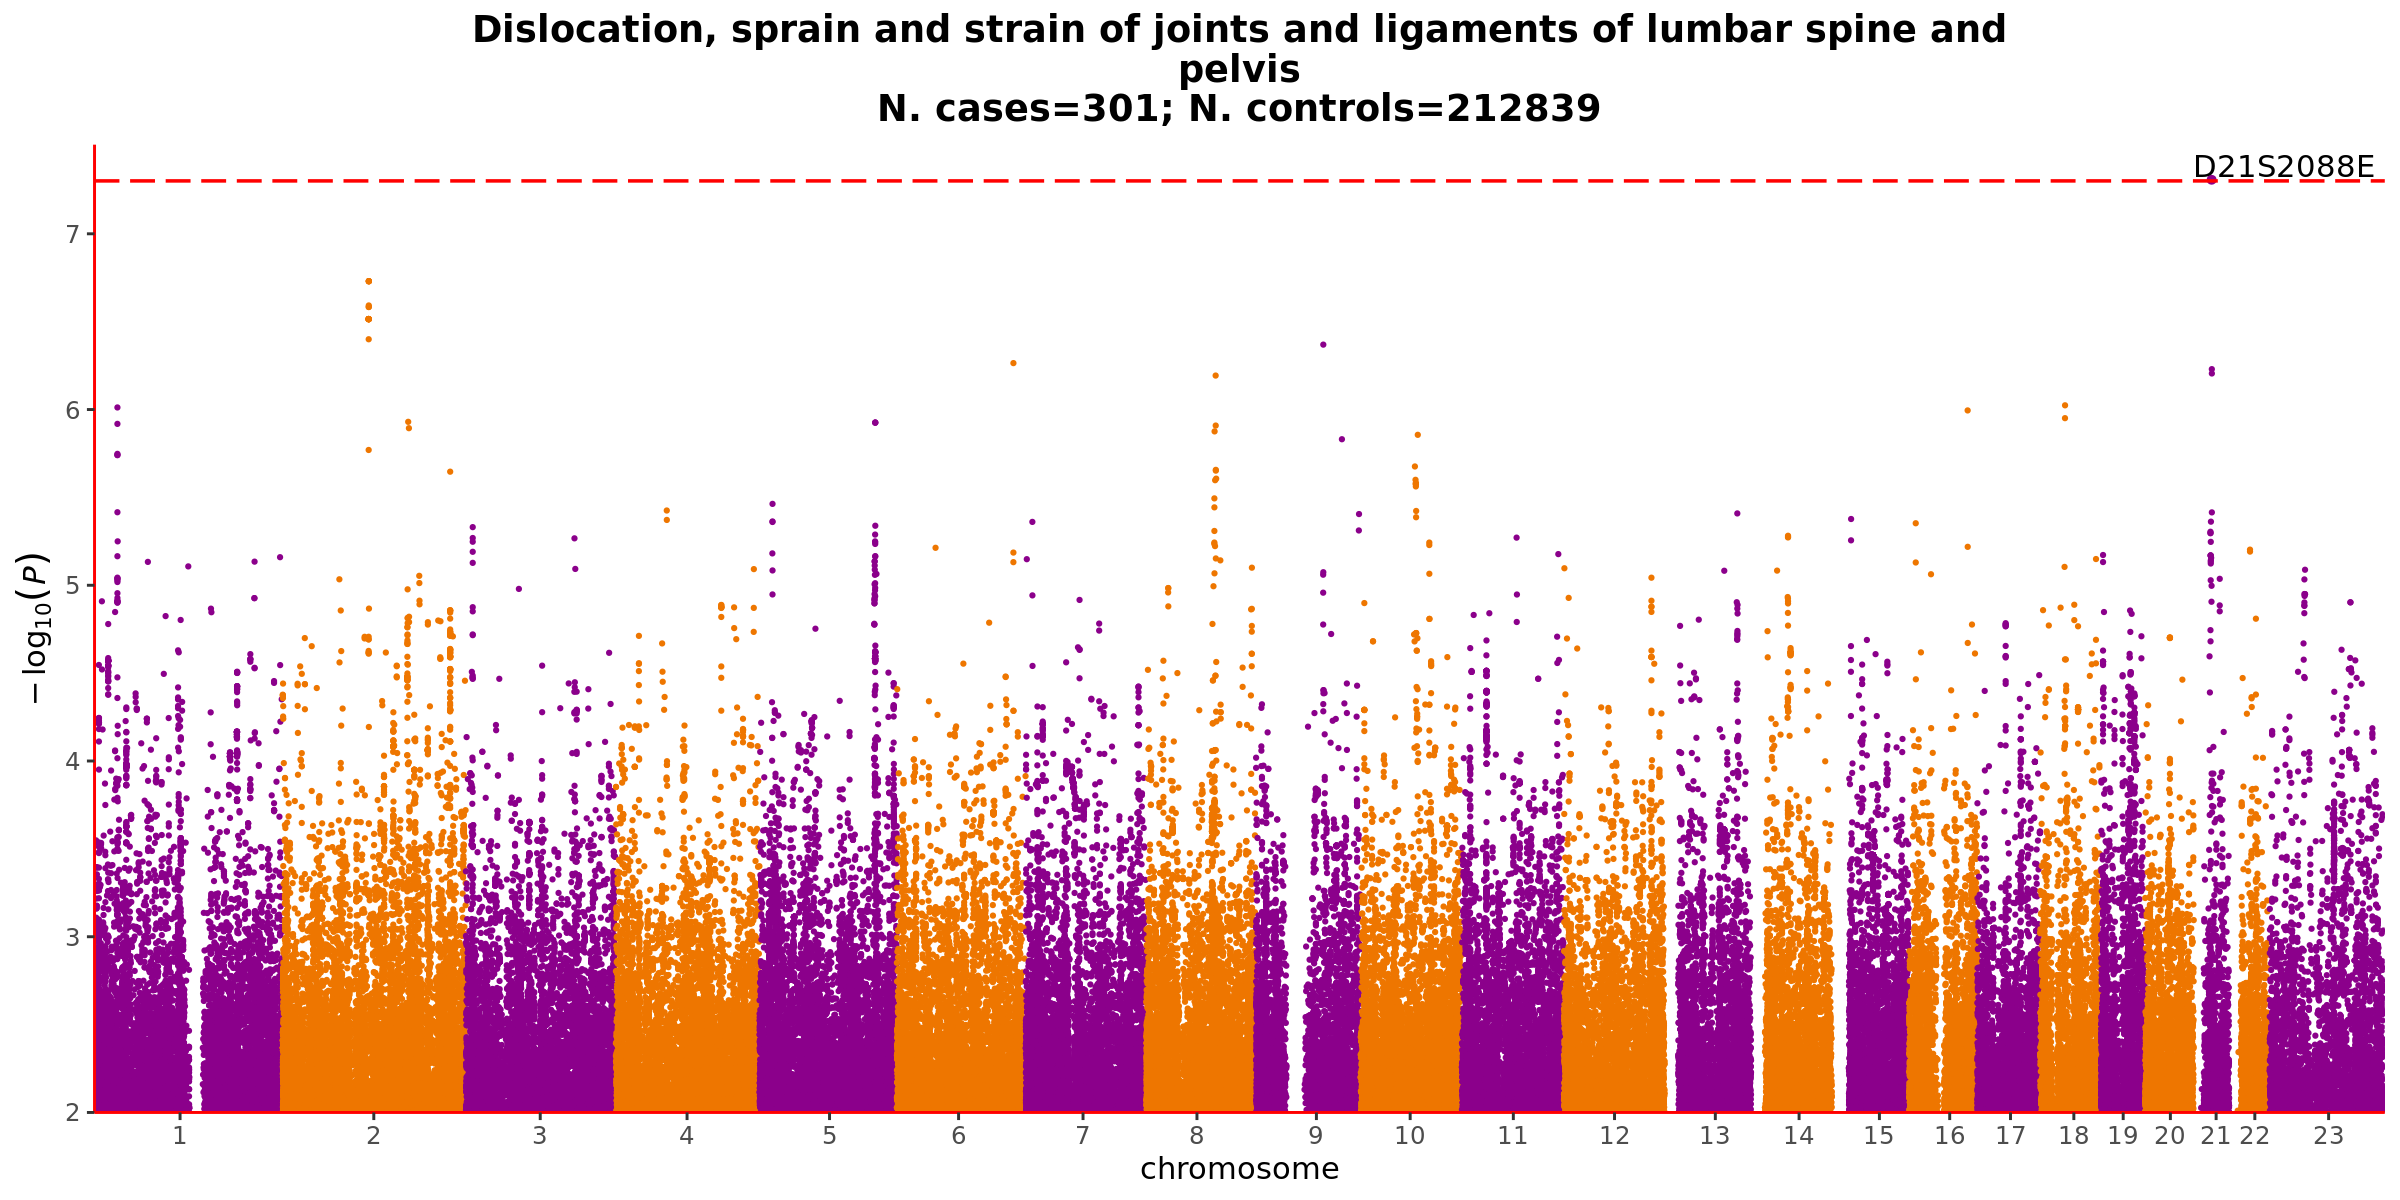 Dislocation, sprain and strain of joints and ligaments of lumbar spine and
pelvis
N. cases=301; N. controls=212839
D21S2088E
7
6
5
4
3
2
−log10(P)
1 2 3 4 5 6 7 8 9 10 11 12 13 14 15 16 17 18 19 20 21 22 23
chromosome